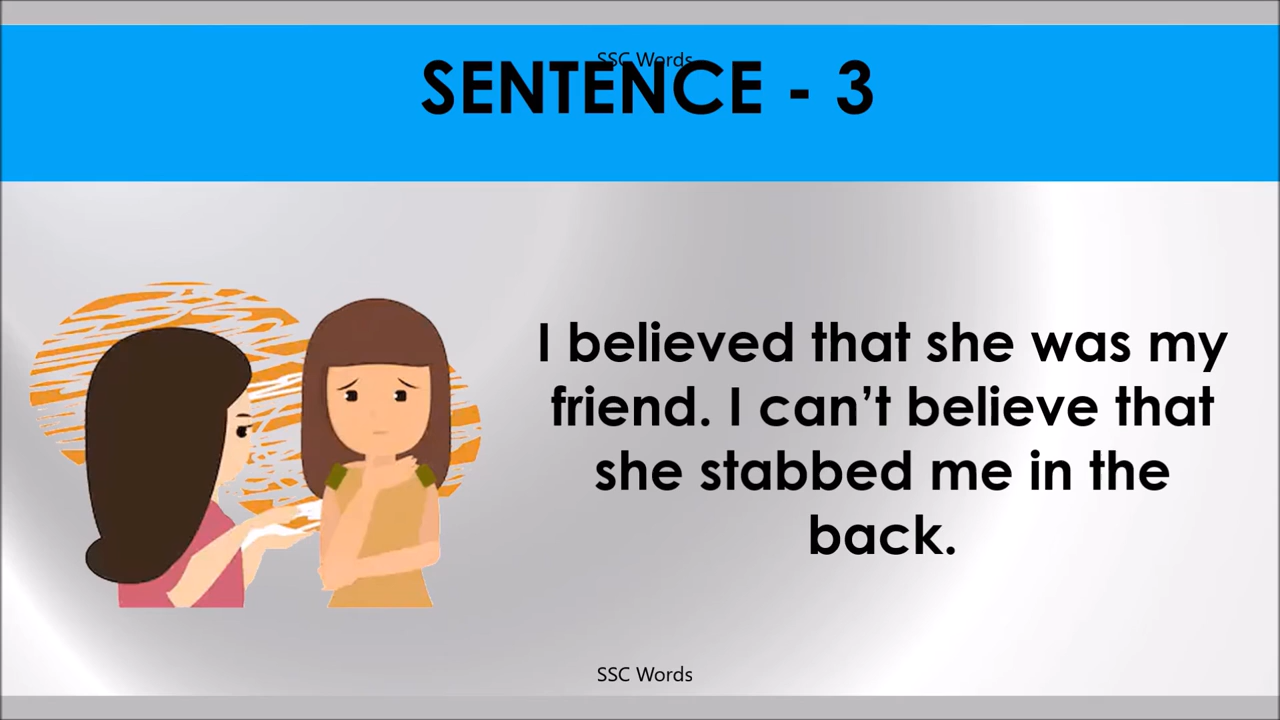 SSC Words
SENTENCE - 3
I believed that she was my
friend. I can’t believe that
she stabbed me in the
back.
SSC Words